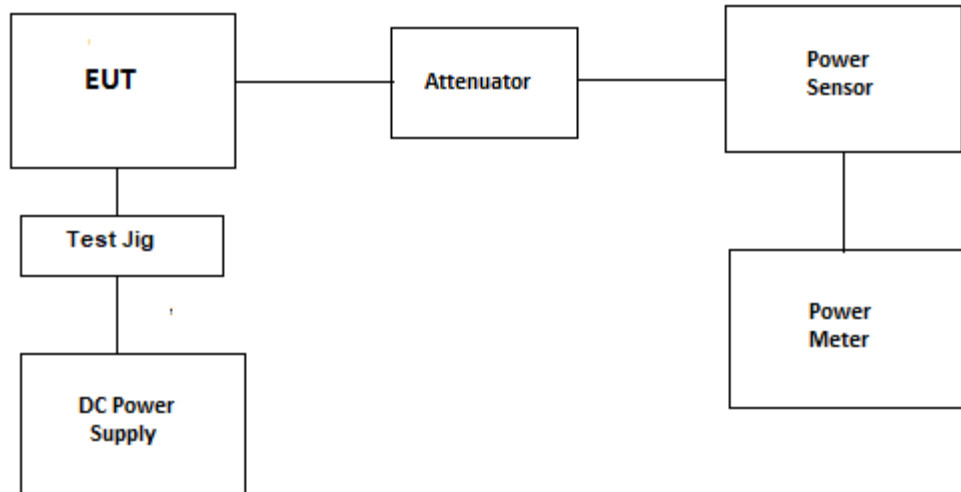 EUT
Attenuator
Power
Sensor
Test Jig
Power
Meter
DC Power
Supply